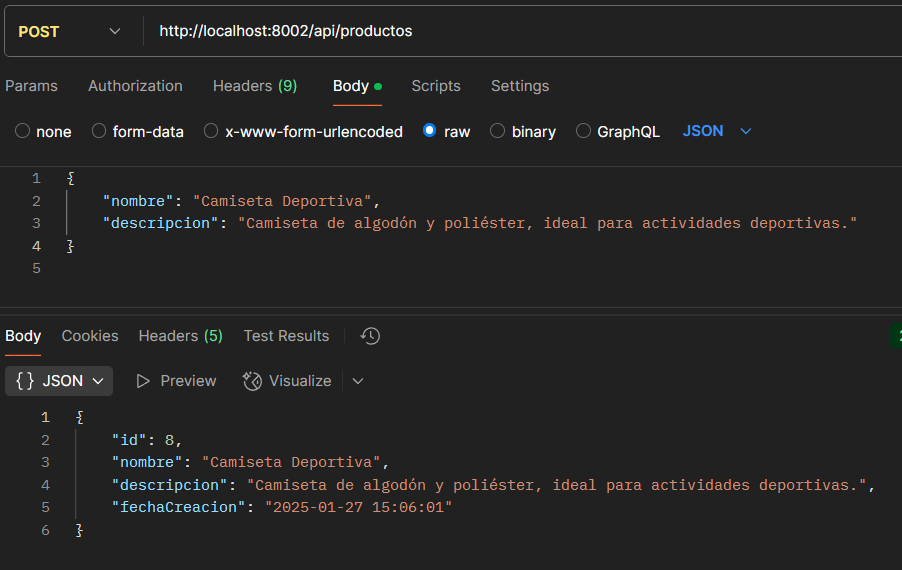 POST http://localhost:8002/api/productos
Params Authorization Headers (9) Body Scripts Settings
none form-data x-www-form-urlencoded raw binary GraphQL JSON
1 {
2 "nombre": "Camiseta Deportiva",
3 "descripcion": "Camiseta de algodón y poliéster, ideal para actividades deportivas."
4 }
5
Body Cookies Headers (5) Test Results
{} JSON Preview Visualize
1 {
2 "id": 8,
3 "nombre": "Camiseta Deportiva",
4 "descripcion": "Camiseta de algodón y poliéster, ideal para actividades deportivas.",
5 "fechaCreacion": "2025-01-27 15:06:01"
6 }